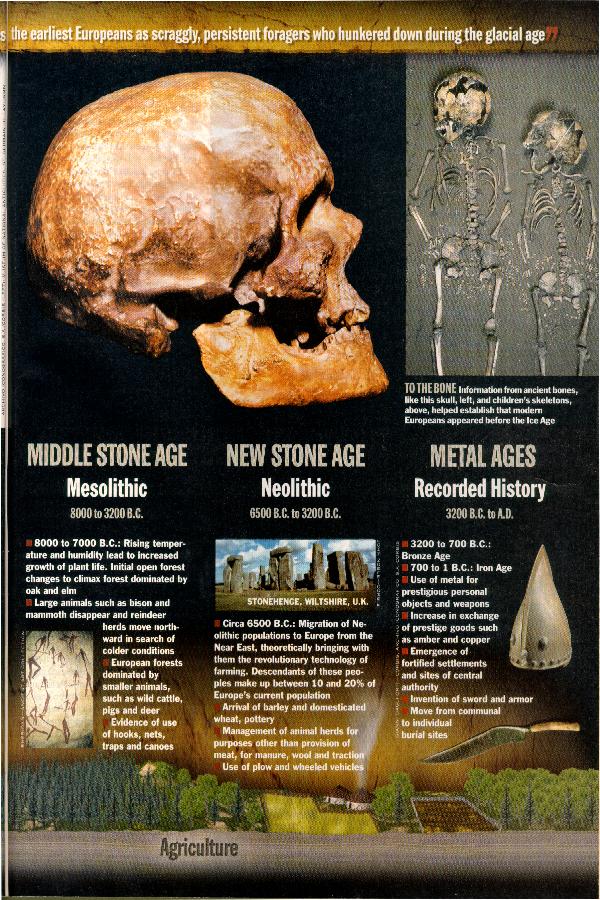 s the earliest Europeans as scraggly, persistent foragers who hunkered down during the glacial age”
TO THE BONE Information from ancient bones,
like this skull, left, and children's skeletons,
above, helped establish that modern
Europeans appeared before the Ice Age
MIDDLE STONE AGE
Mesolithic
8000 to 3200 B.C.
8000 to 7000 B.C.: Rising temper-
ature and humidity lead to increased
growth of plant life. Initial open forest
changes to climax forest dominated by
oak and elm
Large animals such as bison and
mammoth disappear and reindeer
herds move north-
ward in search of
colder conditions
European forests
dominated by
smaller animals,
such as wild cattle,
pigs and deer
Evidence of use
of hooks, nets,
traps and canoes
NEW STONE AGE
Neolithic
6500 B.C. to 3200 B.C.
STONEHENGE, WILTSHIRE, U.K.
Circa 6500 B.C.: Migration of Ne-
olithic populations to Europe from the
Near East, theoretically bringing with
them the revolutionary technology of
farming. Descendants of these peo-
ples make up between 10 and 20% of
Europe's current population
Arrival of barley and domesticated
wheat, pottery
Management of animal herds for
purposes other than provision of
meat, for manure, wool and traction
Use of plow and wheeled vehicles
METAL AGES
Recorded History
3200 B.C. to A.D.
3200 to 700 B.C.:
Bronze Age
700 to 1 B.C.: Iron Age
Use of metal for
prestigious personal
objects and weapons
Increase in exchange
of prestige goods such
as amber and copper
Emergence of
fortified settlements
and sites of central
authority
Invention of sword and armor
Move from communal
to individual
burial sites
Agriculture